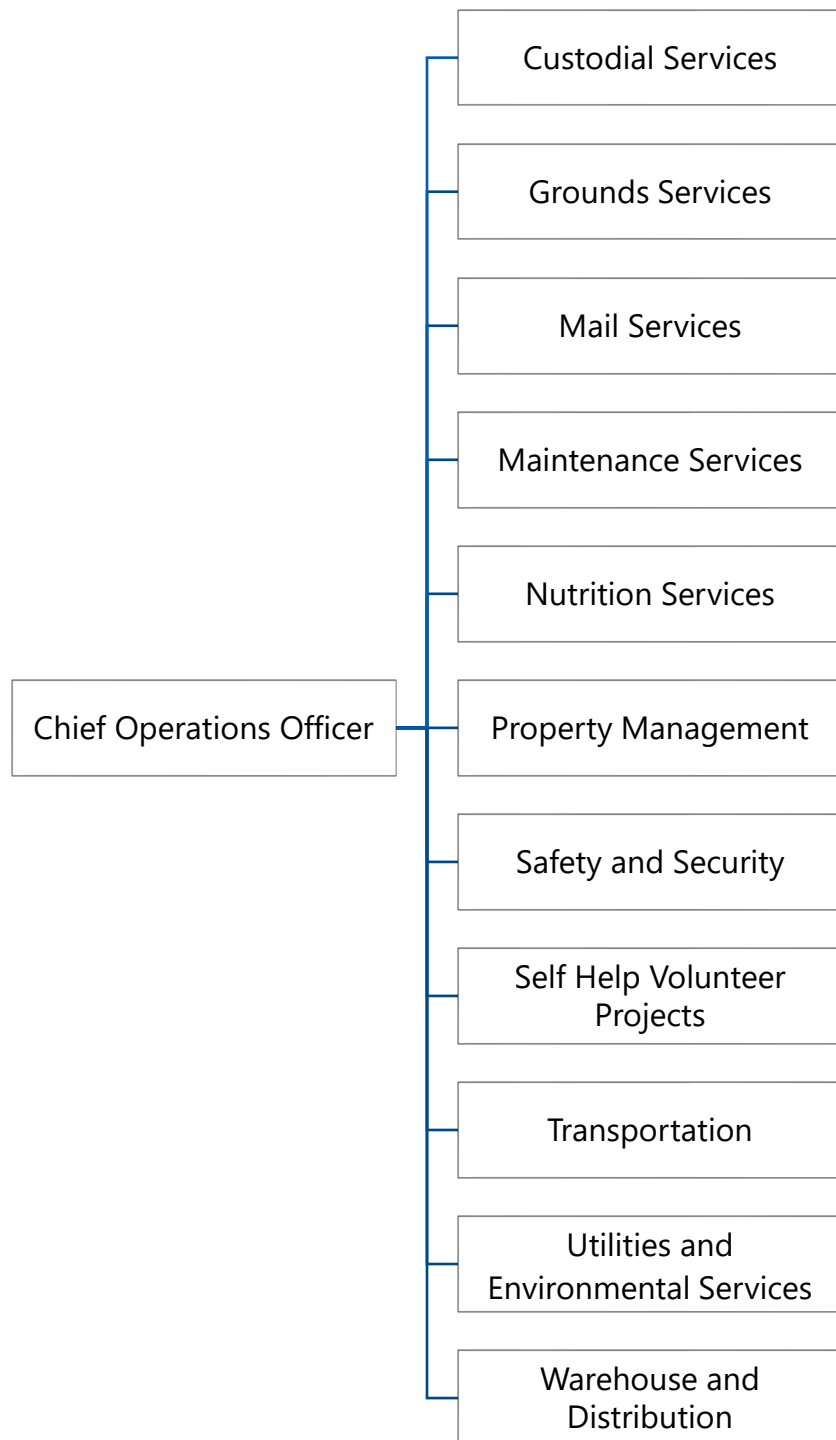 Custodial Services
Grounds Services
Mail Services
Maintenance Services
Nutrition Services
Chief Operations Officer
Property Management
Safety and Security
Self Help Volunteer
Projects
Transportation
Utilities and
Environmental Services
Warehouse and
Distribution